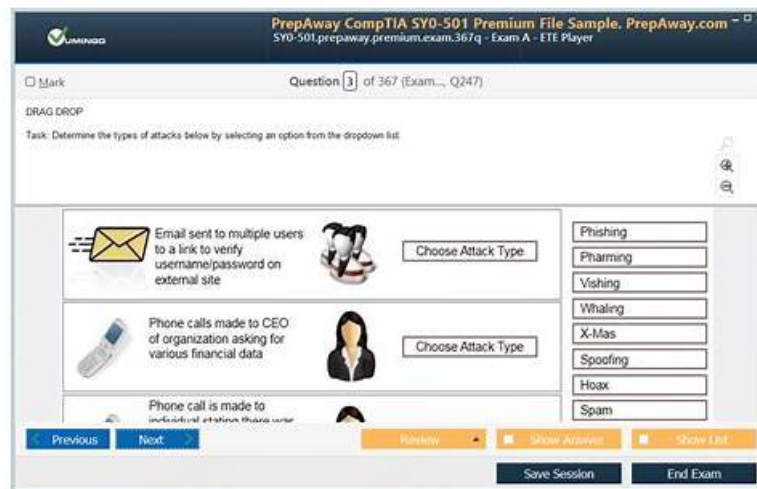 VUMINGO
PrepAway CompTIA SY0-501 Premium File Sample. PrepAway.com
SY0-501.prepaway.premium.exam.367q - Exam A - ETE Player
Mark
Question 3 of 367 (Exam..., Q247)
DRAG DROP
Task: Determine the types of attacks below by selecting an option from the dropdown list
Email sent to multiple users
to a link to verify
username/password on
external site
Choose Attack Type
Phone calls made to CEO
of organization asking for
various financial data
Choose Attack Type
Phone call is made to
individual stating there was
Phishing
Pharming
Vishing
Whaling
X-Mas
Spoofing
Hoax
Spam
Previous
Next
Review
Show Answer
Show List
Save Session
End Exam